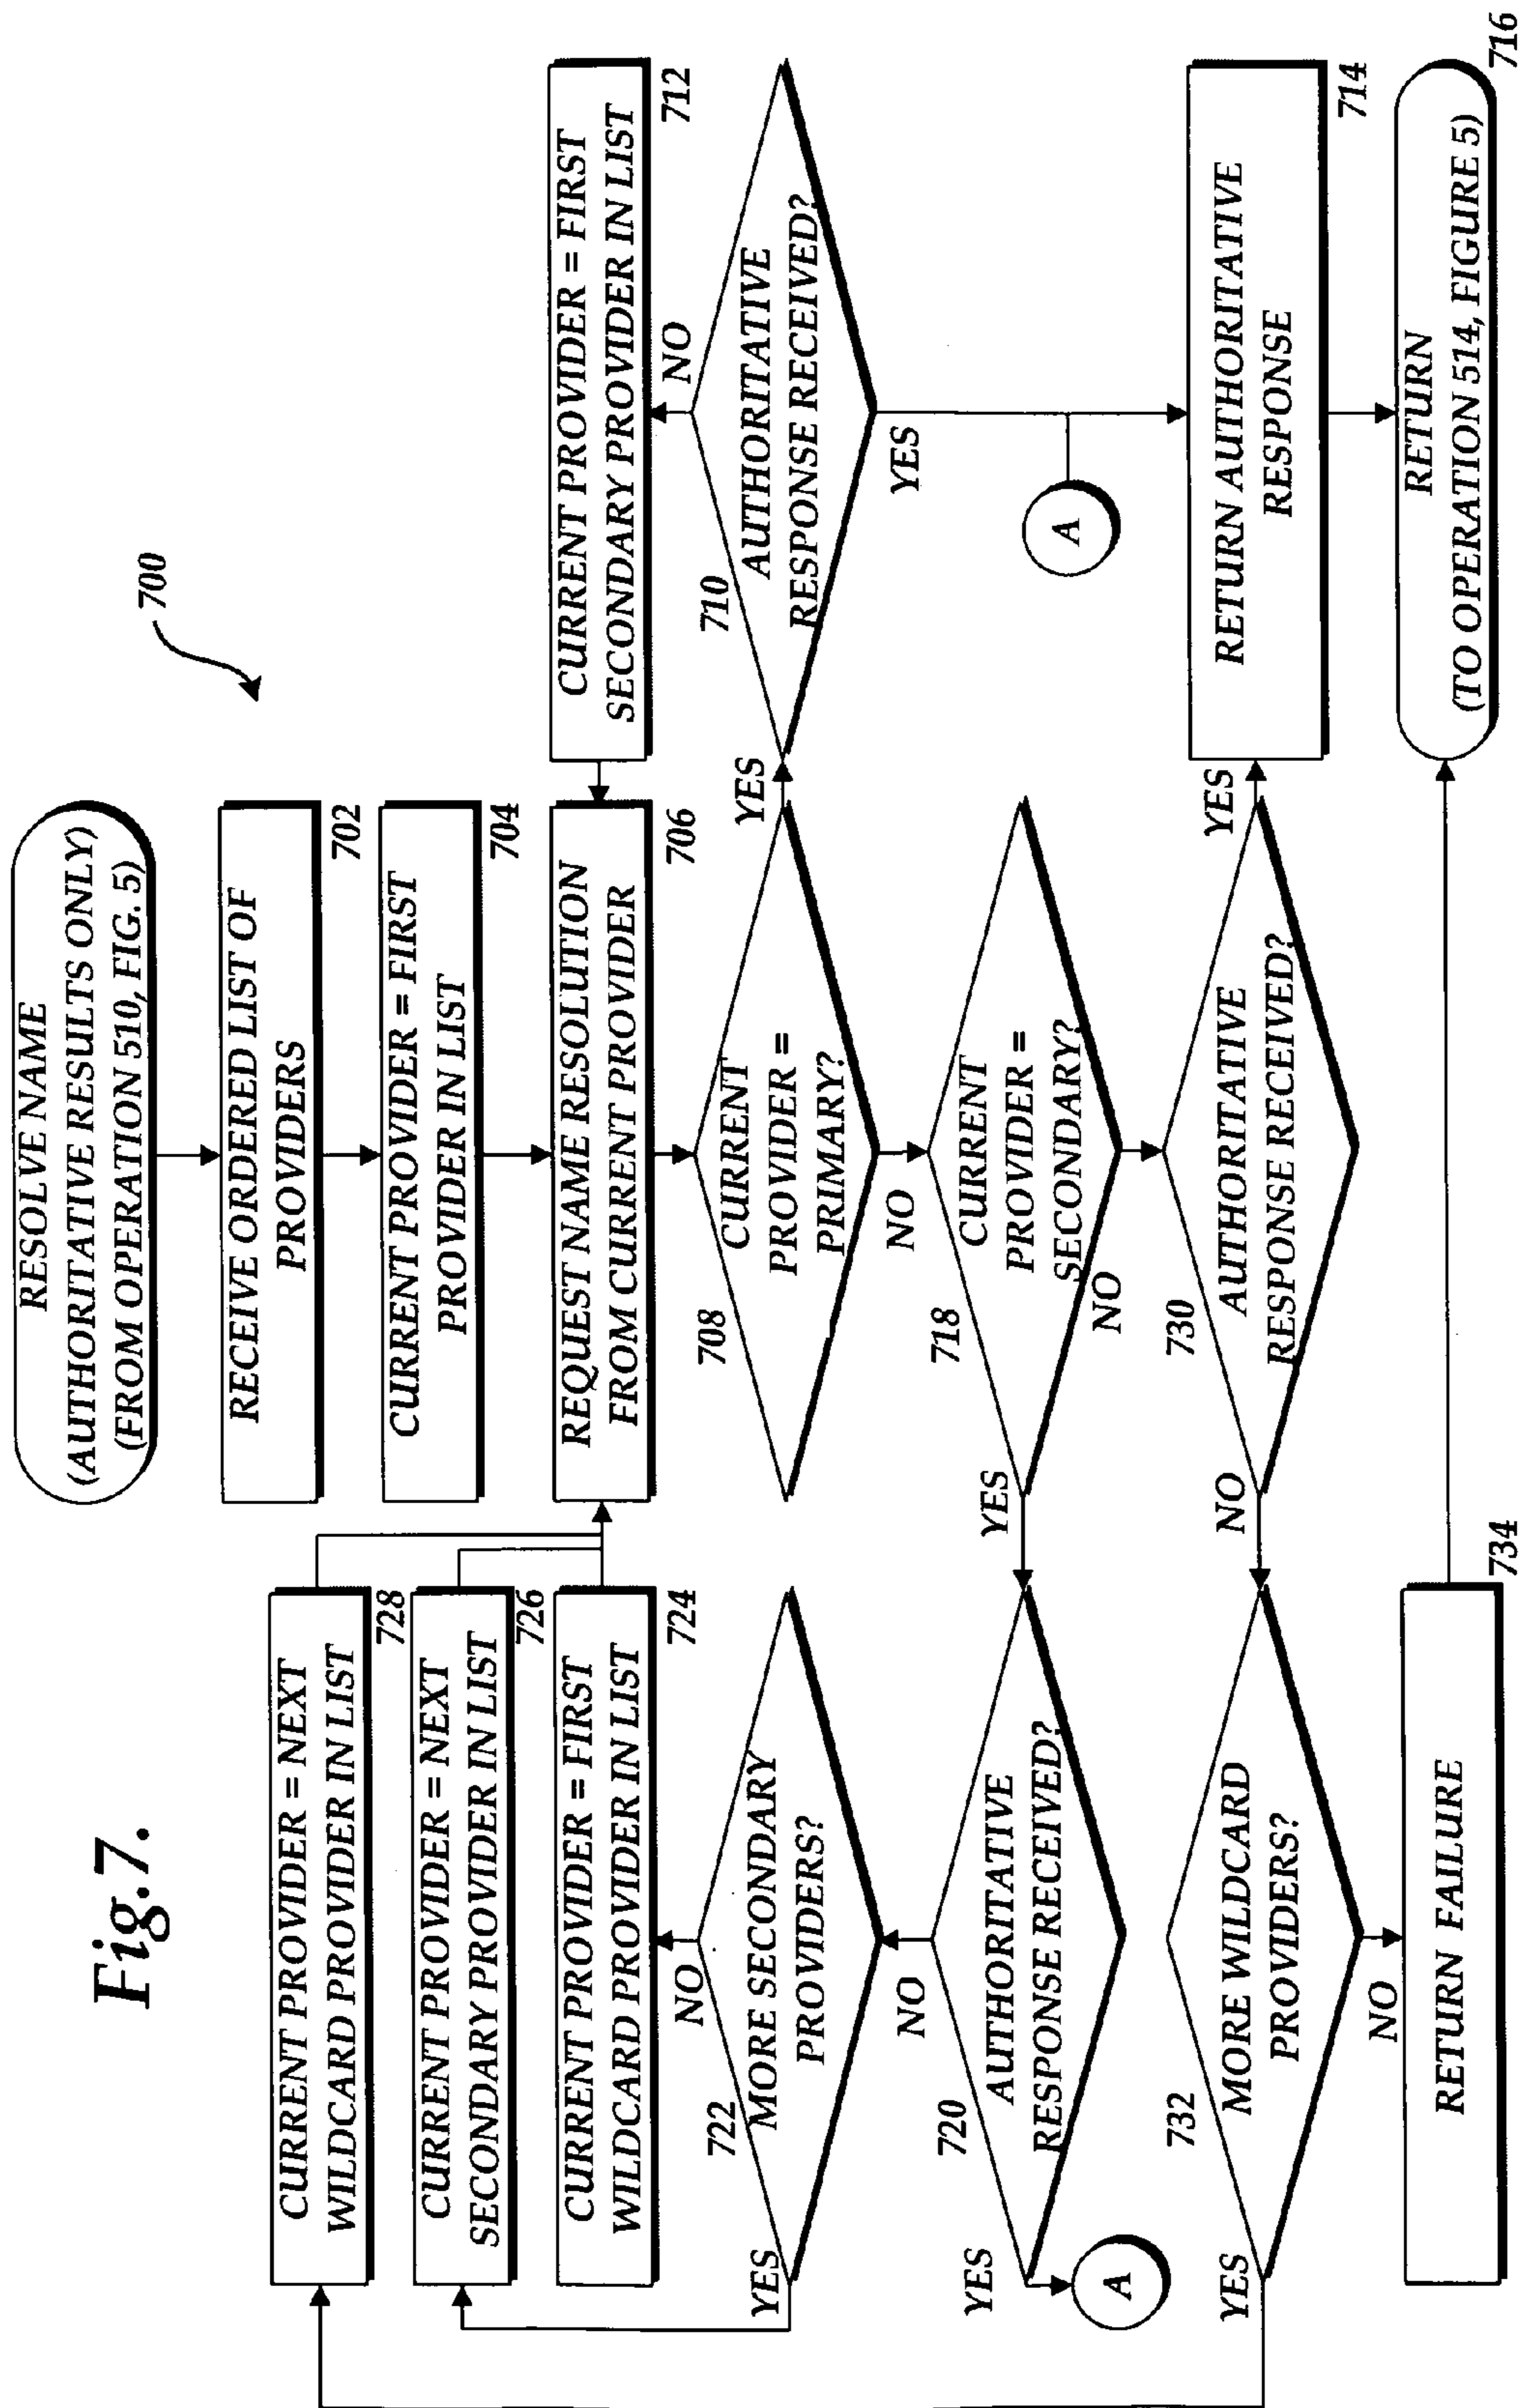 Fig.7.
700
RESOLVE NAME
(AUTHORITATIVE RESULTS ONLY)
(FROM OPERATION 510, FIG. 5)
RECEIVE ORDERED LIST OF
PROVIDERS
702
CURRENT PROVIDER = FIRST
PROVIDER IN LIST
704
REQUEST NAME RESOLUTION
FROM CURRENT PROVIDER
706
CURRENT
PROVIDER =
PRIMARY?
708
YES
NO
AUTHORITATIVE
RESPONSE RECEIVED?
710
NO
YES
CURRENT PROVIDER = FIRST
SECONDARY PROVIDER IN LIST
712
A
RETURN AUTHORITATIVE
RESPONSE
714
RETURN
(TO OPERATION 514, FIGURE 5)
716
CURRENT
PROVIDER =
SECONDARY?
718
YES
NO
AUTHORITATIVE
RESPONSE RECEIVED?
720
NO
YES
A
MORE SECONDARY
PROVIDERS?
722
NO
YES
CURRENT PROVIDER = FIRST
WILDCARD PROVIDER IN LIST
724
CURRENT PROVIDER = NEXT
SECONDARY PROVIDER IN LIST
726
CURRENT PROVIDER = NEXT
WILDCARD PROVIDER IN LIST
728
AUTHORITATIVE
RESPONSE RECEIVED?
730
YES
NO
MORE WILDCARD
PROVIDERS?
732
YES
NO
RETURN FAILURE
734